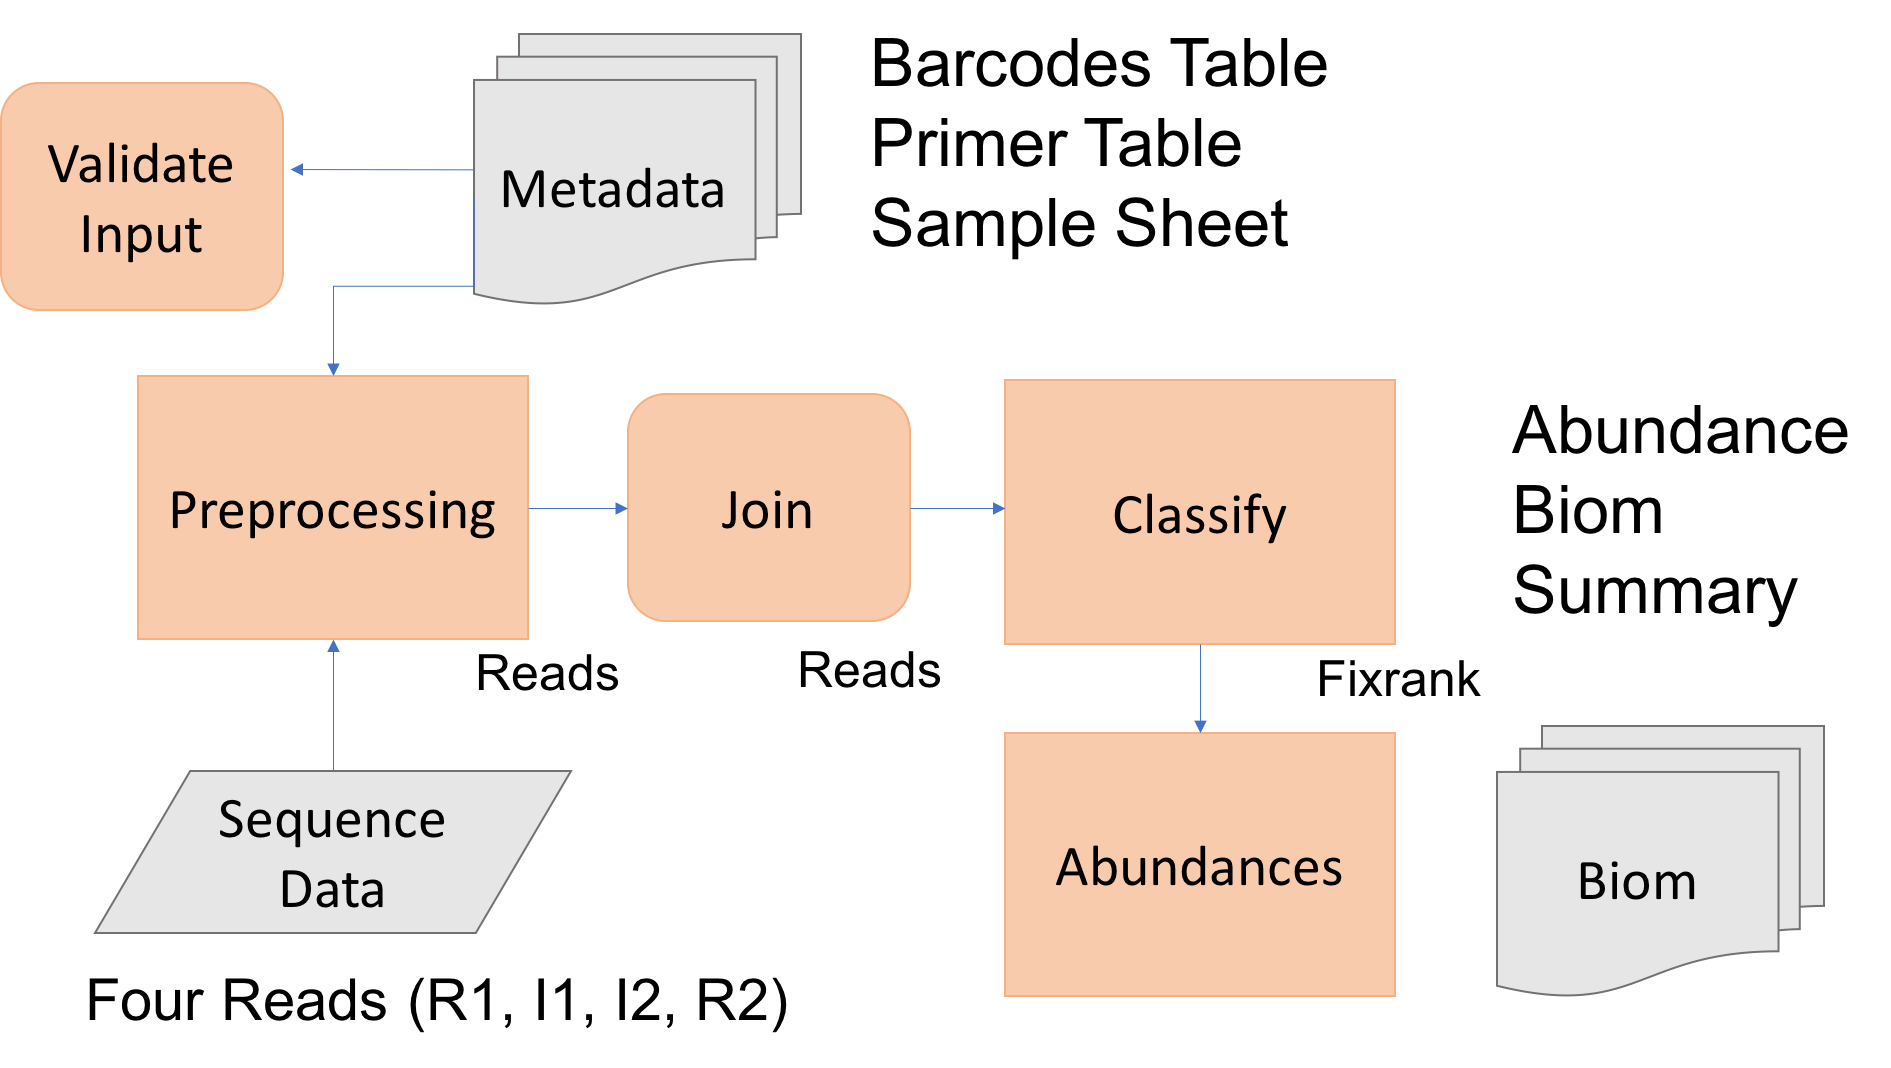 Barcodes Table
Primer Table
Sample Sheet
Validate
Input
Metadata
Preprocessing
Join
Classify
Abundance
Biom
Summary
Reads
Reads
Fixrank
Sequence
Data
Abundances
Biom
Four Reads (R1, I1, I2, R2)